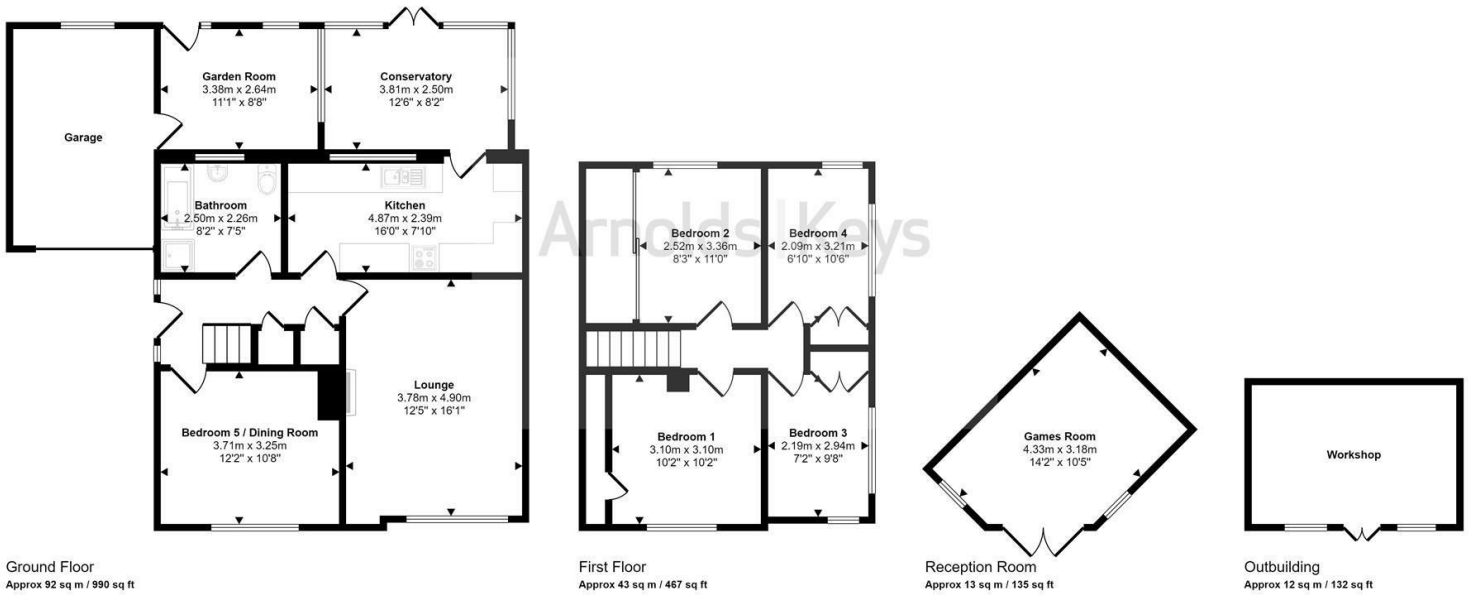 Garden Room
3.38m x 2.64m
11'1" x 8'8"
Conservatory
3.81m x 2.50m
12'6" x 8'2"
Garage
Bathroom
2.50m x 2.26m
8'2" x 7'5"
Kitchen
4.87m x 2.39m
16'0" x 7'10"
Lounge
3.78m x 4.90m
12'5" x 16'1"
Bedroom 5 / Dining Room
3.71m x 3.25m
12'2" x 10'8"
Ground Floor
Approx 92 sq m / 990 sq ft
Arnolds|Keys
Bedroom 2
2.52m x 3.36m
8'3" x 11'0"
Bedroom 4
2.09m x 3.21m
6'10" x 10'6"
Bedroom 1
3.10m x 3.10m
10'2" x 10'2"
Bedroom 3
2.19m x 2.94m
7'2" x 9'8"
First Floor
Approx 43 sq m / 467 sq ft
Games Room
4.33m x 3.18m
14'2" x 10'5"
Reception Room
Approx 13 sq m / 135 sq ft
Workshop
Outbuilding
Approx 12 sq m / 132 sq ft